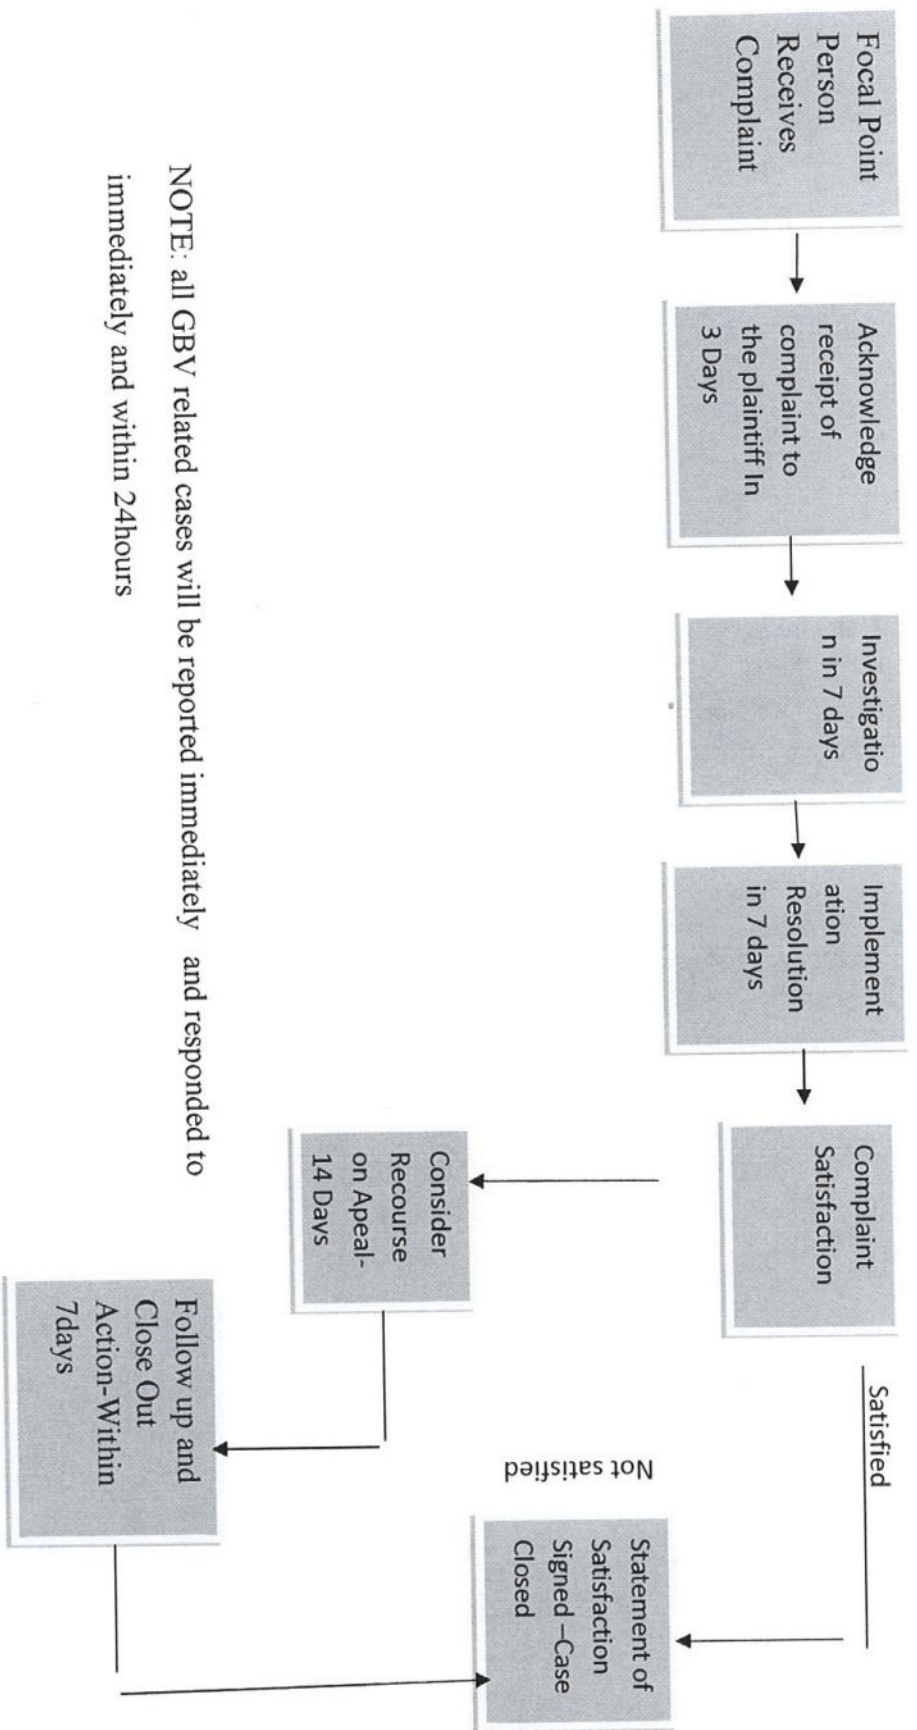 Focal Point
Person
Receives
Complaint
Acknowledge
receipt of
complaint to
the plaintiff In
3 Days
Investigatio
n in 7 days
Implement
ation
Resolution
in 7 days
Complaint
Satisfaction
Satisfied
Not satisfied
Statement of
Satisfaction
Signed –Case
Closed
Consider
Recourse
on Apeal-
14 Days
Follow up and
Close Out
Action-Within
7days
NOTE: all GBV related cases will be reported immediately and responded to
immediately and within 24hours